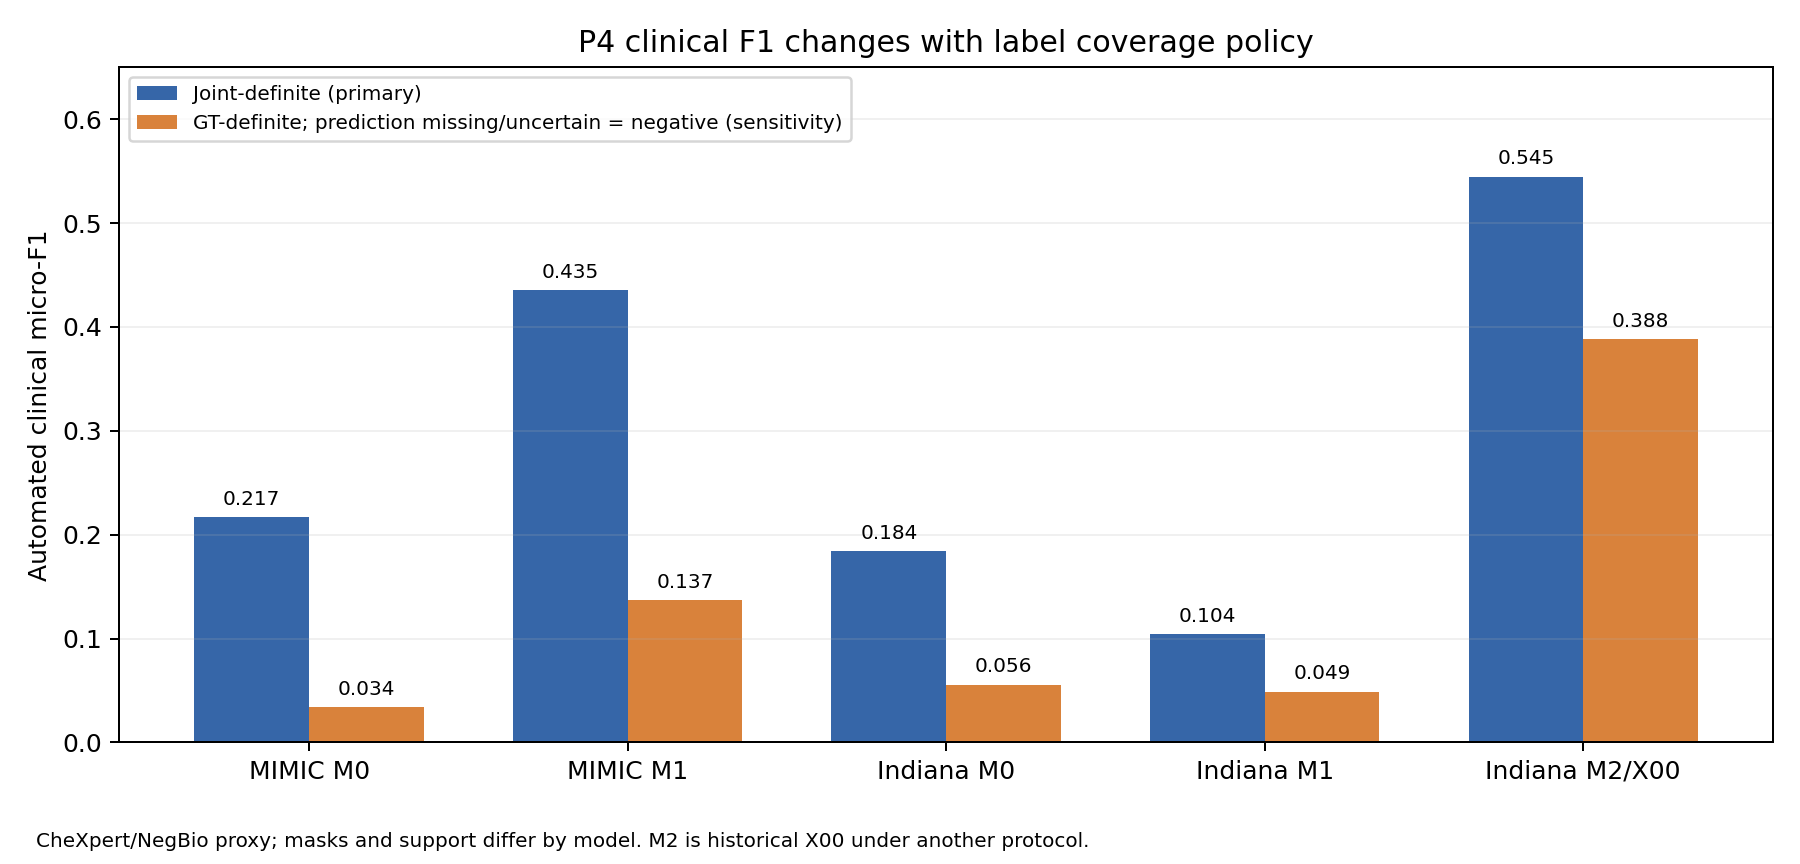 P4 clinical F1 changes with label coverage policy
Joint-definite (primary)
GT-definite; prediction missing/uncertain = negative (sensitivity)
Automated clinical micro-F1
0.6
0.5
0.4
0.3
0.2
0.1
0.0
0.217
0.034
0.435
0.137
0.184
0.056
0.104
0.049
0.545
0.388
MIMIC M0
MIMIC M1
Indiana M0
Indiana M1
Indiana M2/X00
CheXpert/NegBio proxy; masks and support differ by model. M2 is historical X00 under another protocol.